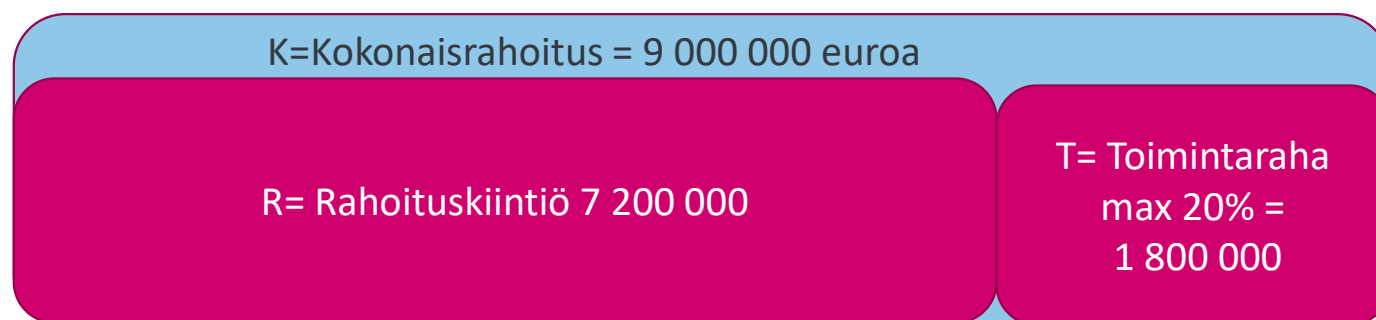 K=Kokonaisrahoitus = 9 000 000 euroa
R= Rahoituskiintiö 7 200 000
T= Toimintaraha
max 20% =
1 800 000